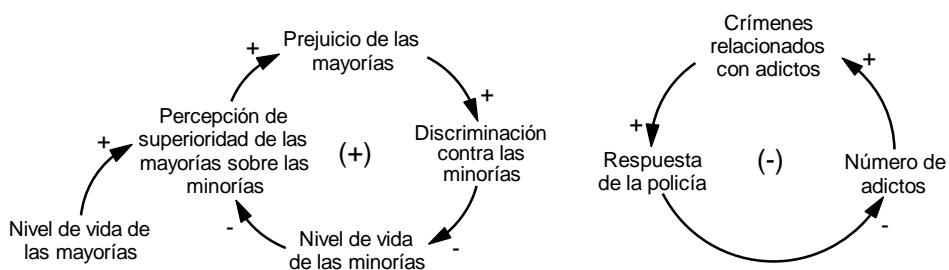 Prejuicio de las
mayorías
+
+
Percepción de
superioridad de las
mayorías sobre las
minorías
(+)
Discriminación
contra las
minorías
+
Nivel de vida de
las mayorías
-
Nivel de vida
de las minorías
-
Crímenes
relacionados
con adictos
+
+
Respuesta
de la policía
(-)
Número de
adictos
-